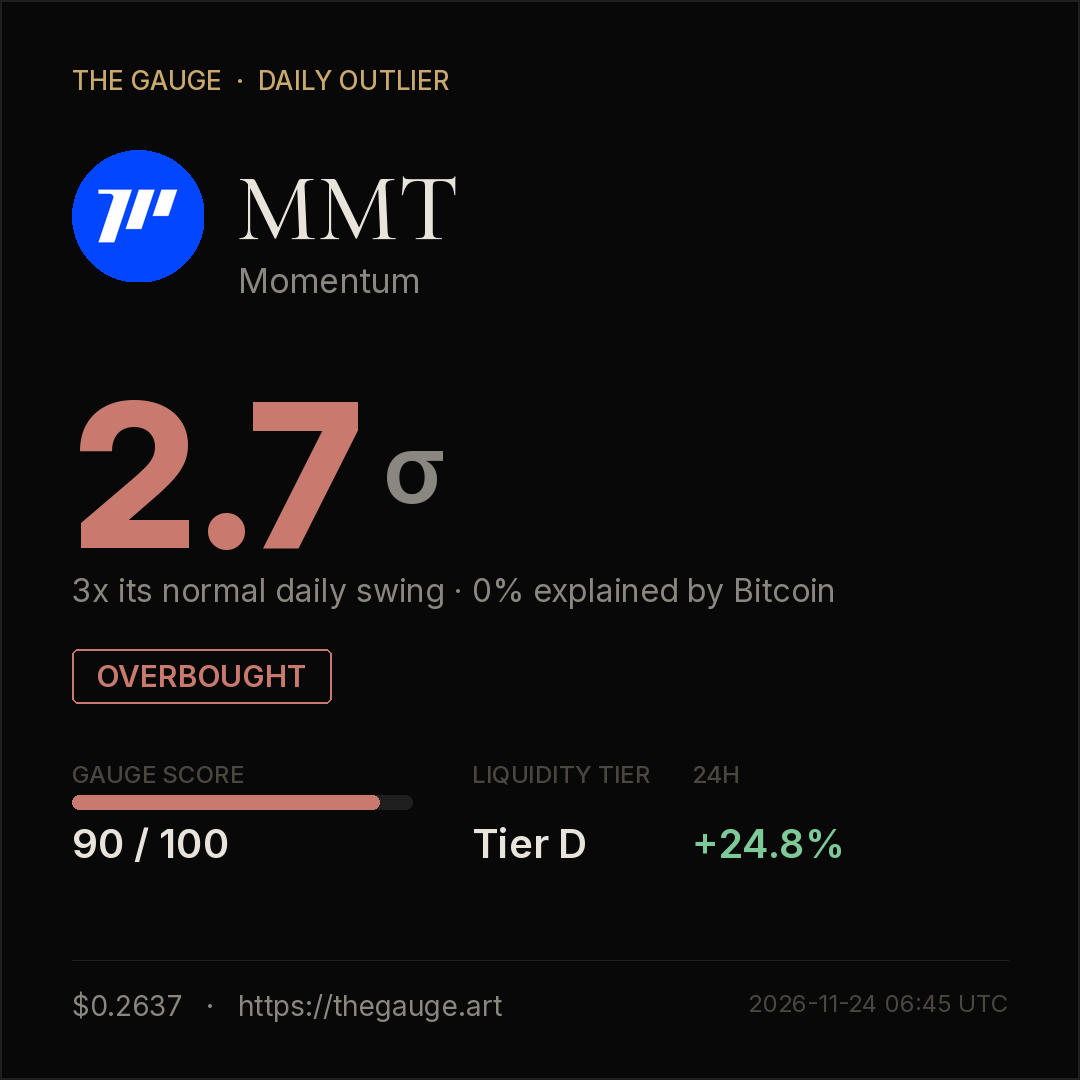 THE GAUGE · DAILY OUTLIER
MMT
Momentum
2.7 σ
3x its normal daily swing · 0% explained by Bitcoin
OVERBOUGHT
GAUGE SCORE LIQUIDITY TIER 24H
90 / 100 Tier D +24.8%
$0.2637 · https://thegauge.art 2026-11-24 06:45 UTC